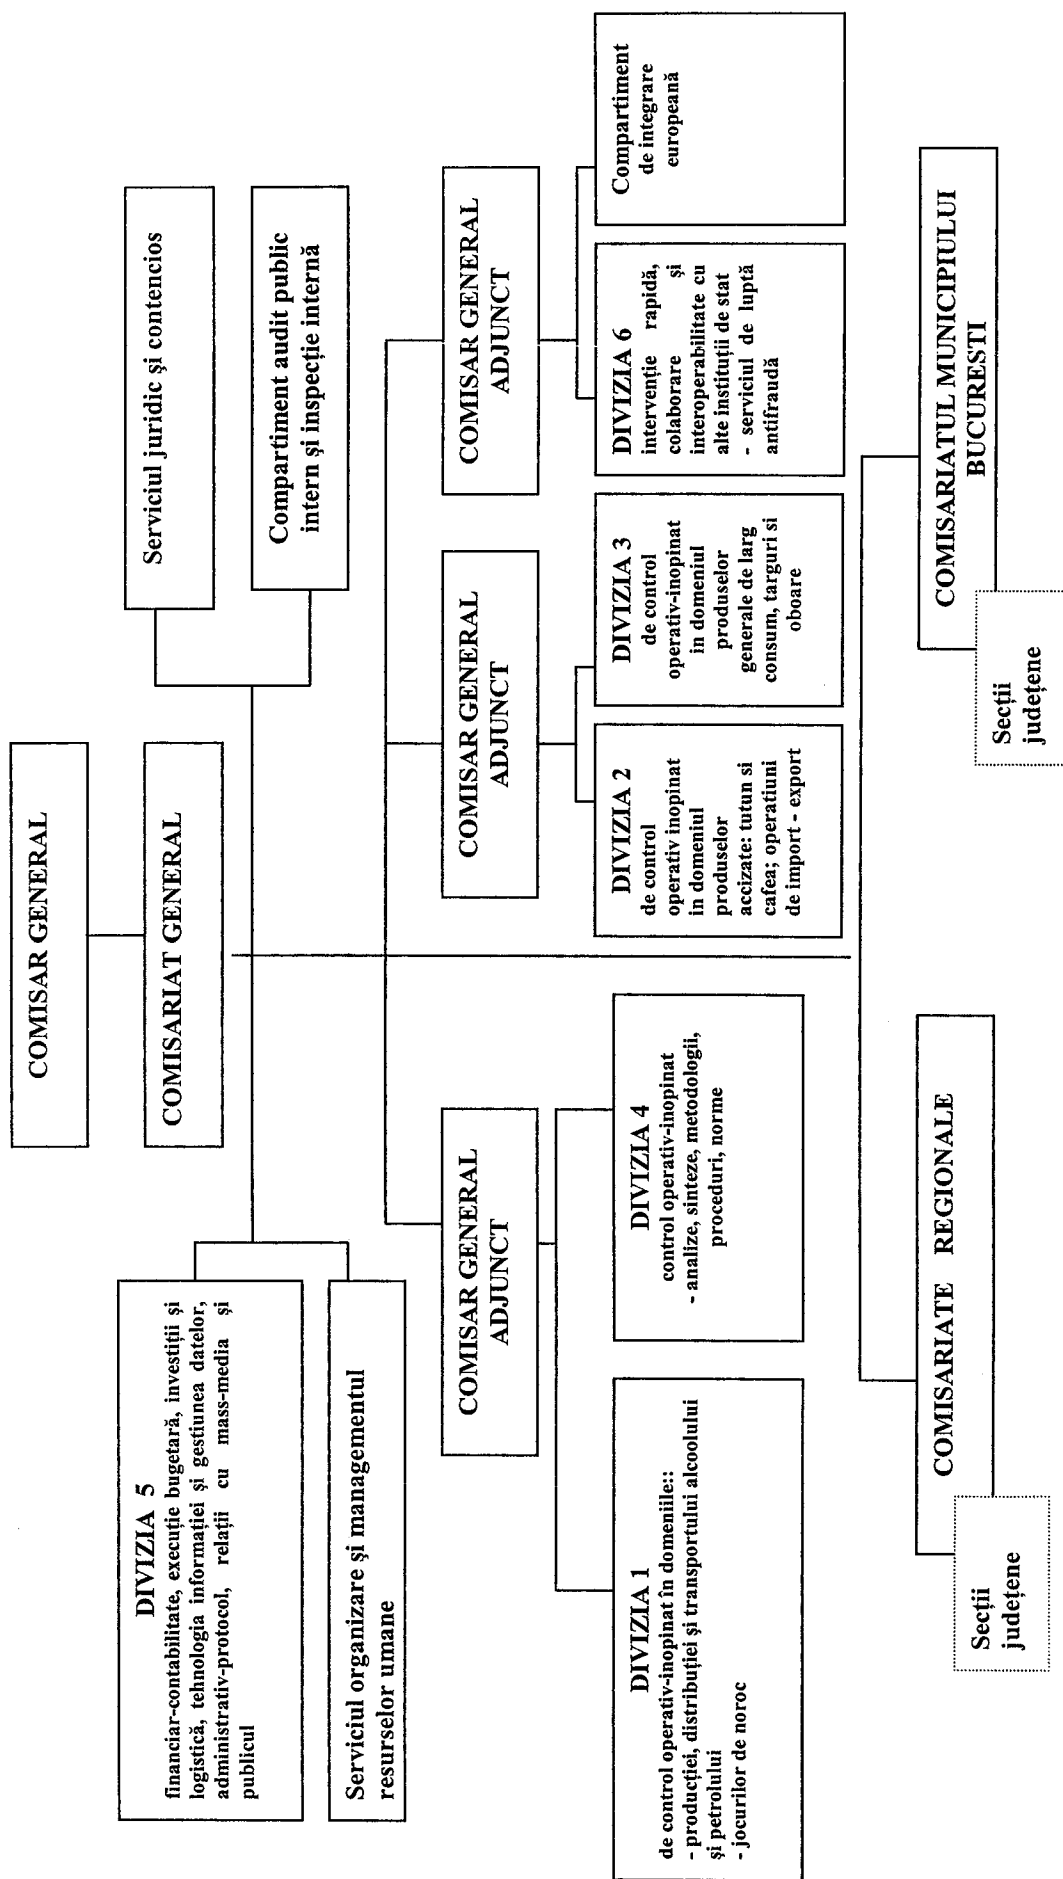 COMISAR GENERAL
COMISARIAT GENERAL
DIVIZIA 5
financiar-contabilitate, execuție bugetară, investiții și
logistică, tehnologia informației și gestiunea datelor,
administrativ-protocol, relații cu mass-media și
publicul
Serviciul organizare și managementul
resurselor umane
Serviciul juridic și contencios
Compartiment audit public
intern și inspecție internă
COMISAR GENERAL
ADJUNCT
COMISAR GENERAL
ADJUNCT
COMISAR GENERAL
ADJUNCT
DIVIZIA 1
de control operativ-inopinat în domeniile::
- producției, distribuției și transportului alcoolului
și petrolului
- jocurilor de noroc
DIVIZIA 4
control operativ-inopinat
- analize, sinteze, metodologii,
proceduri, norme
DIVIZIA 2
de control
operativ inopinat
in domeniul
produselor
accizate: tutun si
cafea; operatiuni
de import - export
DIVIZIA 3
de control
operativ-inopinat
in domeniul
produselor
generale de larg
consum, targuri si
oboare
DIVIZIA 6
intervenție rapidă,
colaborare și
interoperabilitate cu
alte instituții de stat
- serviciul de luptă
antifraudă
Compartiment
de integrare
europeană
COMISARIATE REGIONALE
Secții
județene
COMISARIATUL MUNICIPIULUI
BUCURESTI
Secții
județene